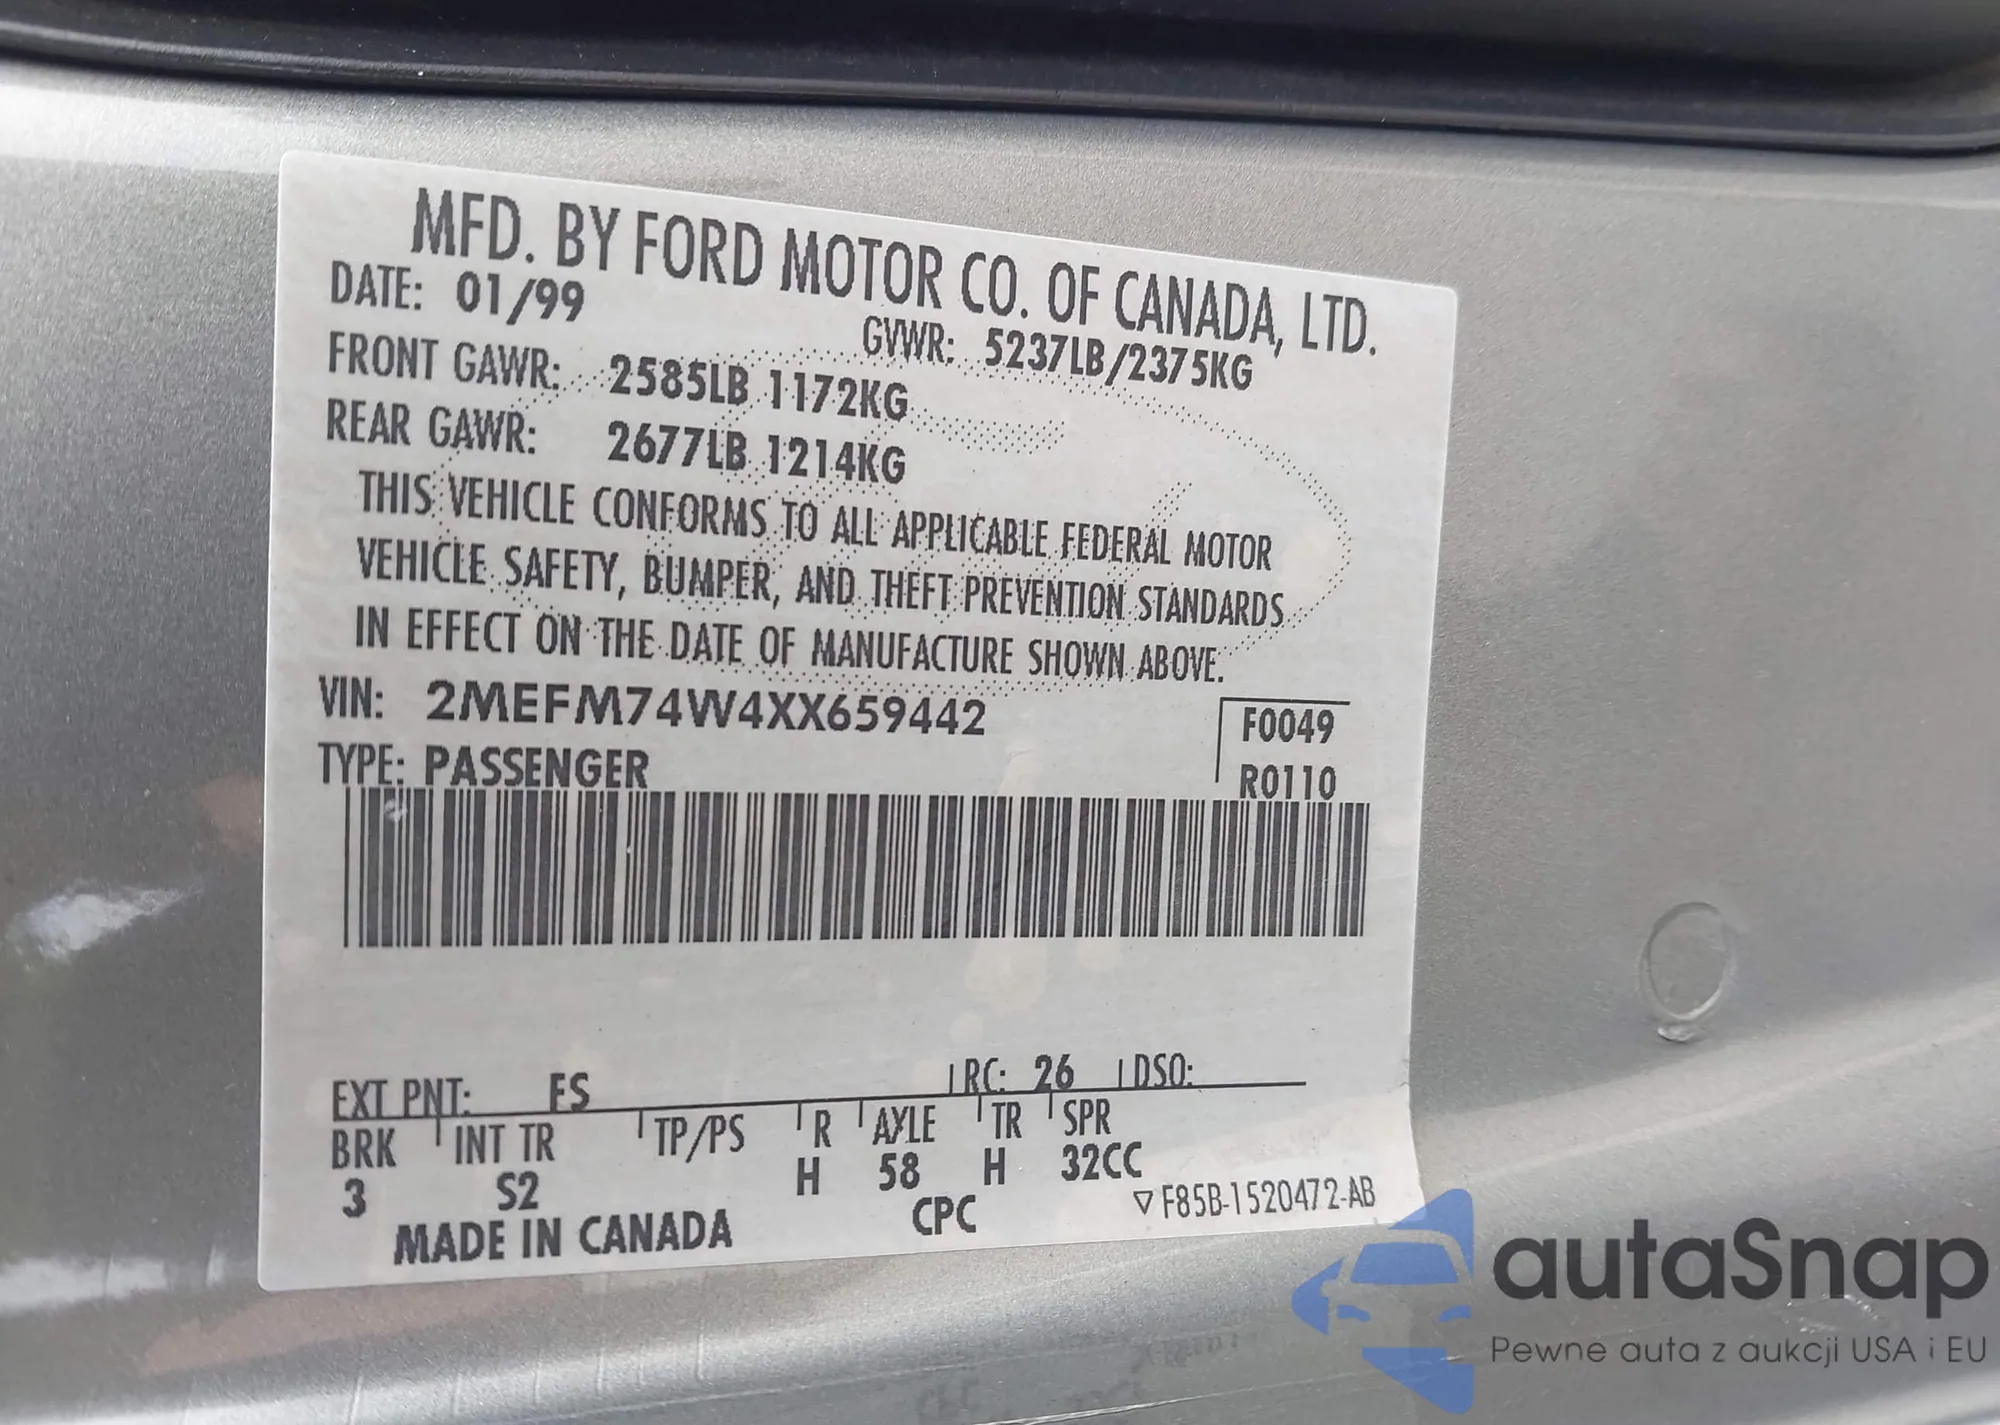 MFD. BY FORD MOTOR CO. OF CANADA, LTD.
DATE: 01/99
GVWR: 5237LB/2375KG
FRONT GAWR: 2585LB 1172KG
REAR GAWR: 2677LB 1214KG
THIS VEHICLE CONFORMS TO ALL APPLICABLE FEDERAL MOTOR
VEHICLE SAFETY, BUMPER, AND THEFT PREVENTION STANDARDS
IN EFFECT ON THE DATE OF MANUFACTURE SHOWN ABOVE.
VIN: 2MEFM74W4XX659442
F0049
TYPE: PASSENGER
R0110
EXT PNT: FS RC: 26 DSO:
BRK INT TR TP/PS R AXLE TR SPR
3 S2 H 58 H 32CC
MADE IN CANADA CPC ▽ F85B-1520472-AB
autaSnap
Pewne auta z aukcji USA i EU